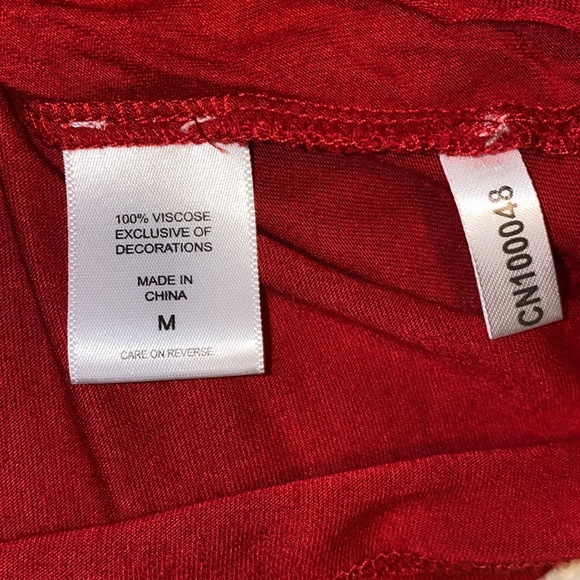 100% VISCOSE
EXCLUSIVE OF
DECORATIONS
MADE IN
CHINA
M
CARE ON REVERSE
CN100048